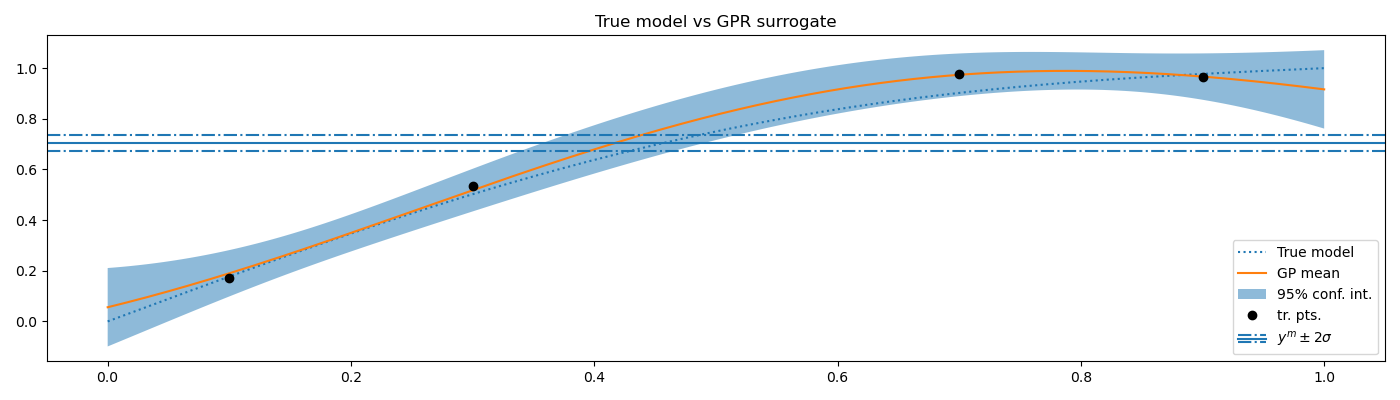 True model vs GPR surrogate
1.0
0.8
0.6
0.4
0.2
0.0
True model
GP mean
95% conf. int.
tr. pts.
$y^m \pm 2\sigma$
0.0 0.2 0.4 0.6 0.8 1.0